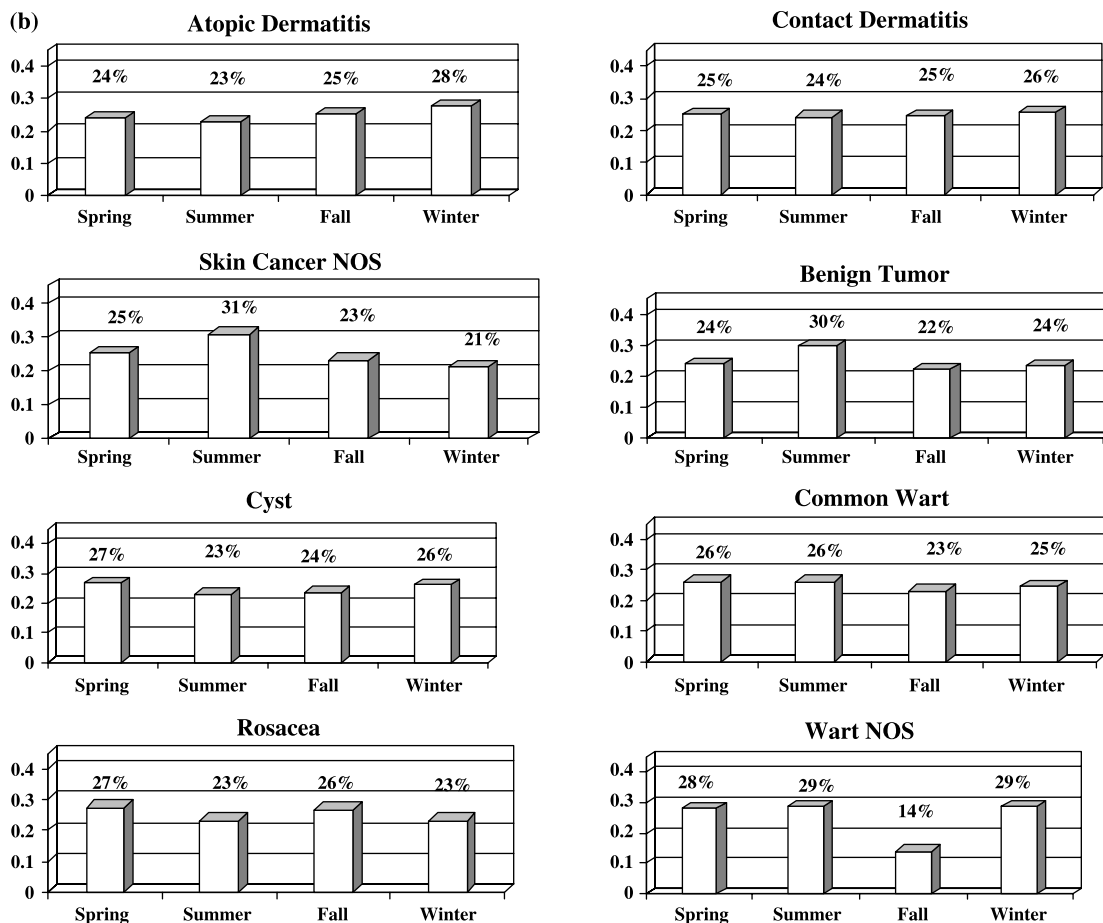 (b)
Atopic Dermatitis
0.4
0.3
0.2
0.1
0
24%
23%
25%
28%
Spring
Summer
Fall
Winter
Contact Dermatitis
0.4
0.3
0.2
0.1
0
25%
24%
25%
26%
Spring
Summer
Fall
Winter
Skin Cancer NOS
0.4
0.3
0.2
0.1
0
25%
31%
23%
21%
Spring
Summer
Fall
Winter
Benign Tumor
0.4
0.3
0.2
0.1
0
24%
30%
22%
24%
Spring
Summer
Fall
Winter
Cyst
0.4
0.3
0.2
0.1
0
27%
23%
24%
26%
Spring
Summer
Fall
Winter
Common Wart
0.4
0.3
0.2
0.1
0
26%
26%
23%
25%
Spring
Summer
Fall
Winter
Rosacea
0.4
0.3
0.2
0.1
0
27%
23%
26%
23%
Spring
Summer
Fall
Winter
Wart NOS
0.4
0.3
0.2
0.1
0
28%
29%
14%
29%
Spring
Summer
Fall
Winter